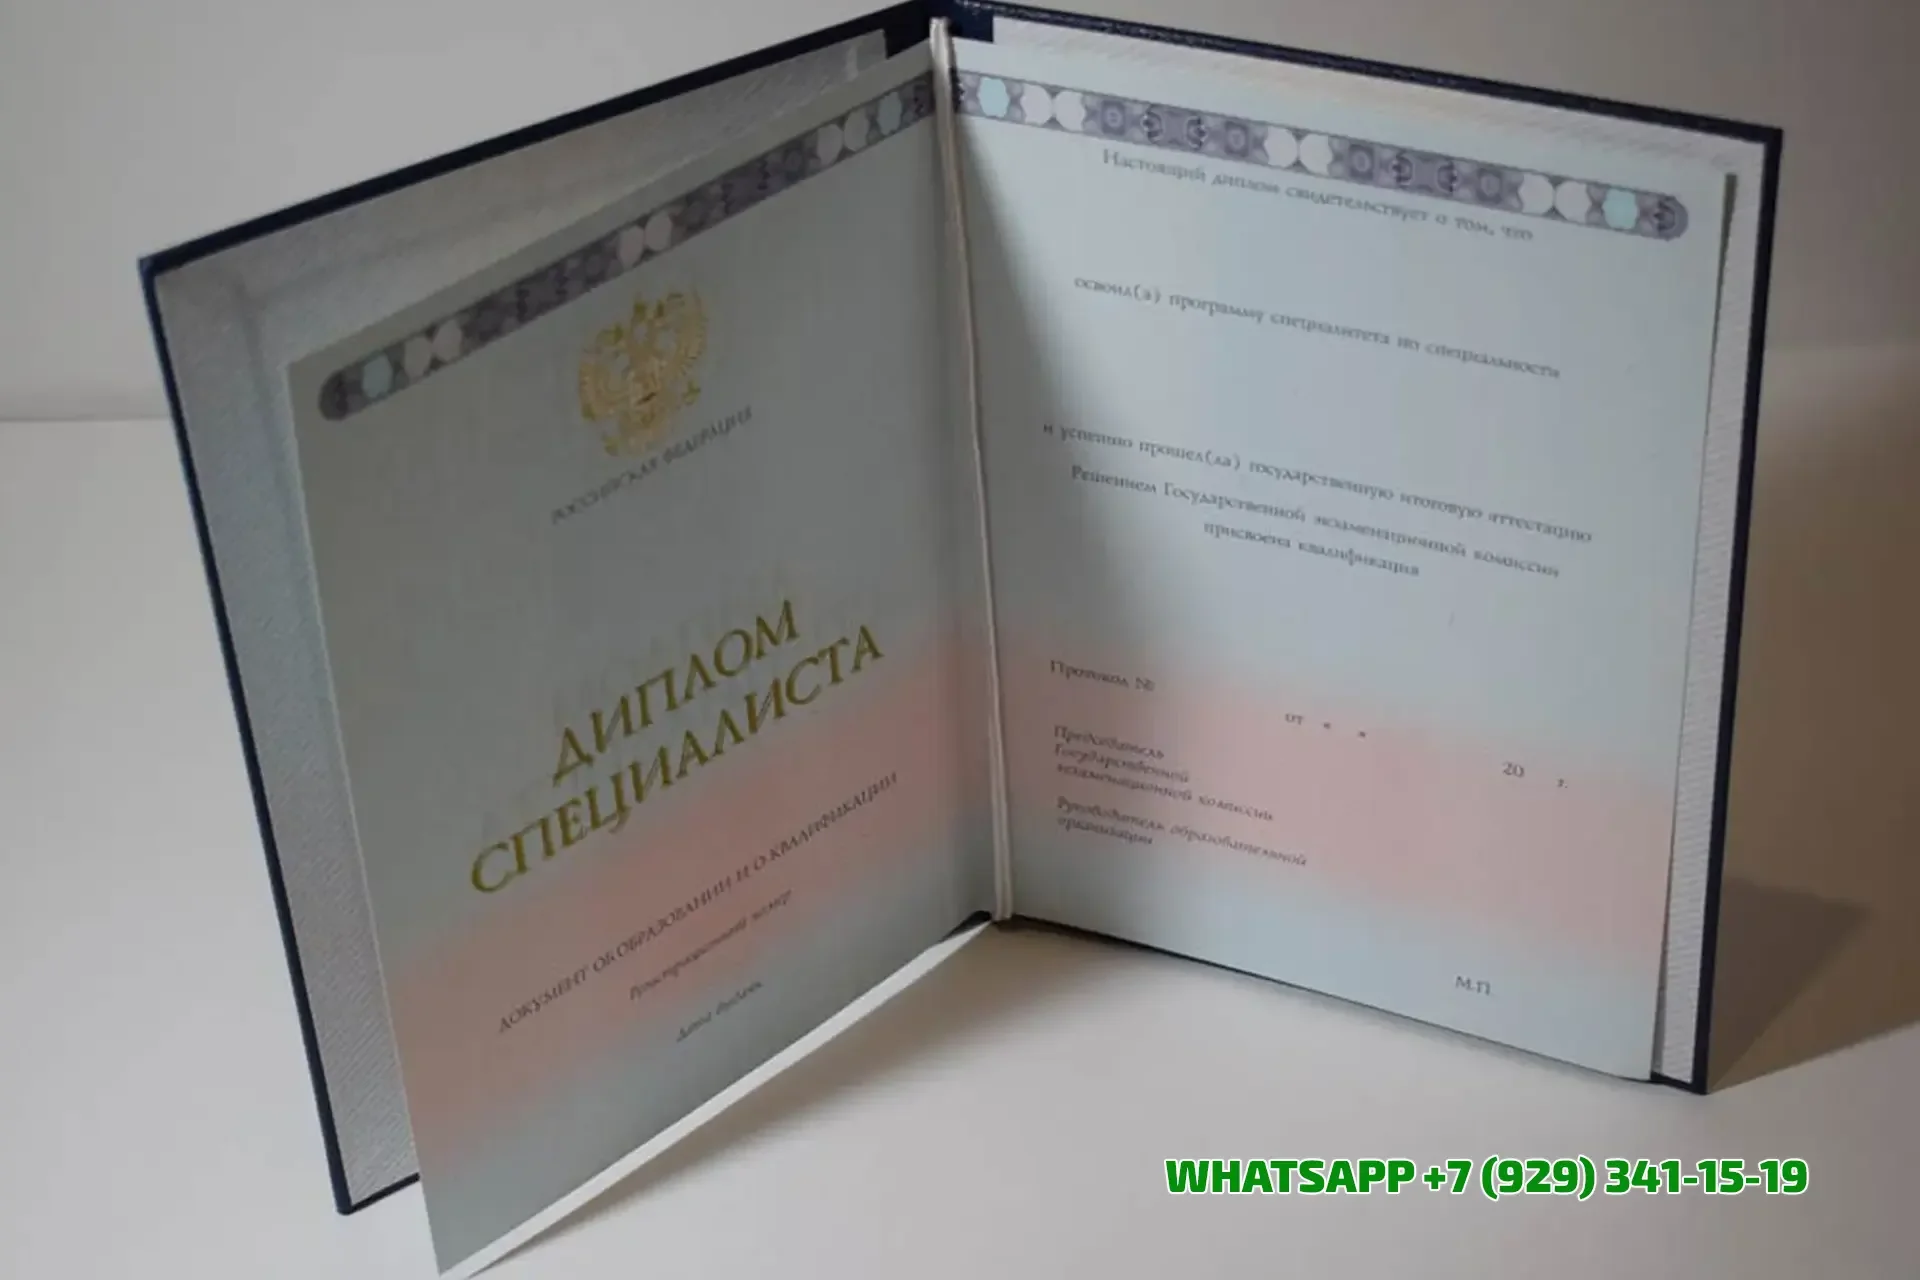 РОССИЙСКАЯ ФЕДЕРАЦИЯ
ДИПЛОМ
СПЕЦИАЛИСТА
ДОКУМЕНТ ОБ ОБРАЗОВАНИИ И О КВАЛИФИКАЦИИ
Регистрационный номер
Дата выдачи
Настоящий диплом свидетельствует о том, что
освоил(а) программу специалитета по специальности
и успешно прошел(ла) государственную итоговую аттестацию
Решением Государственной экзаменационной комиссии
присвоена квалификация
Протокол №
от « »
20 г.
Председатель
Государственной
экзаменационной комиссии
Руководитель образовательной
организации
М.П.
WHATSAPP +7 (929) 341-15-19